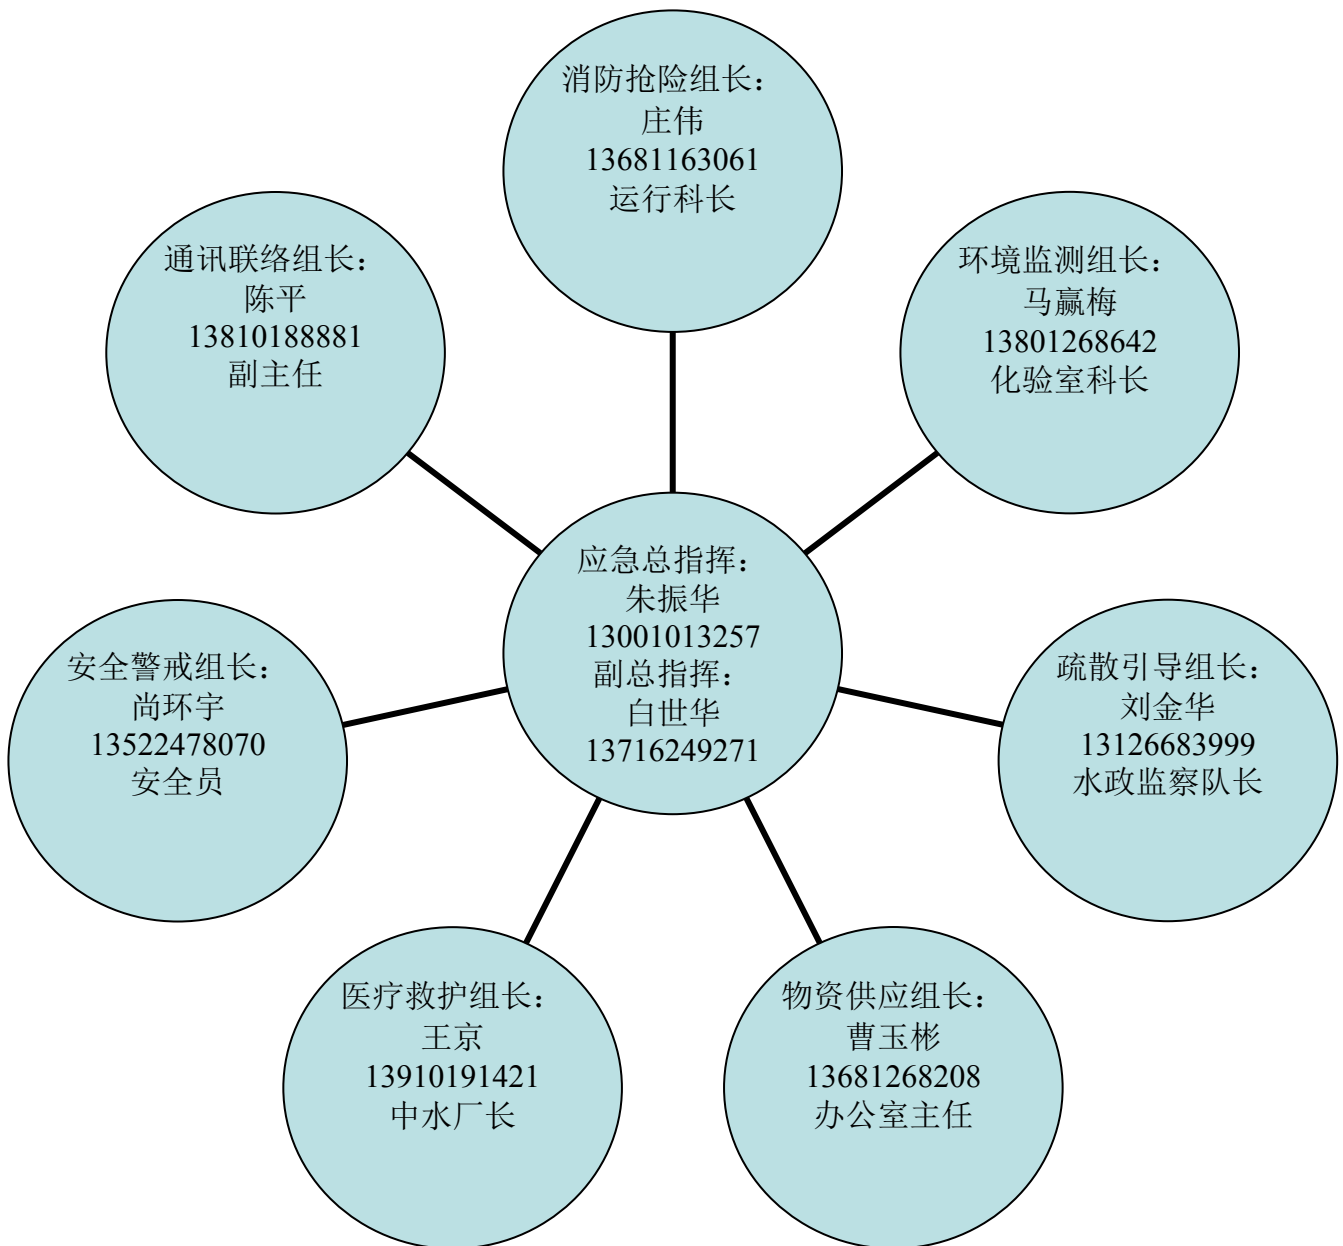 消防抢险组长：
庄伟
13681163061
运行科长
通讯联络组长：
陈平
13810188881
副主任
环境监测组长：
马赢梅
13801268642
化验室科长
应急总指挥：
朱振华
13001013257
副总指挥：
白世华
13716249271
安全警戒组长：
尚环宇
13522478070
安全员
疏散引导组长：
刘金华
13126683999
水政监察队长
医疗救护组长：
王京
13910191421
中水厂长
物资供应组长：
曹玉彬
13681268208
办公室主任